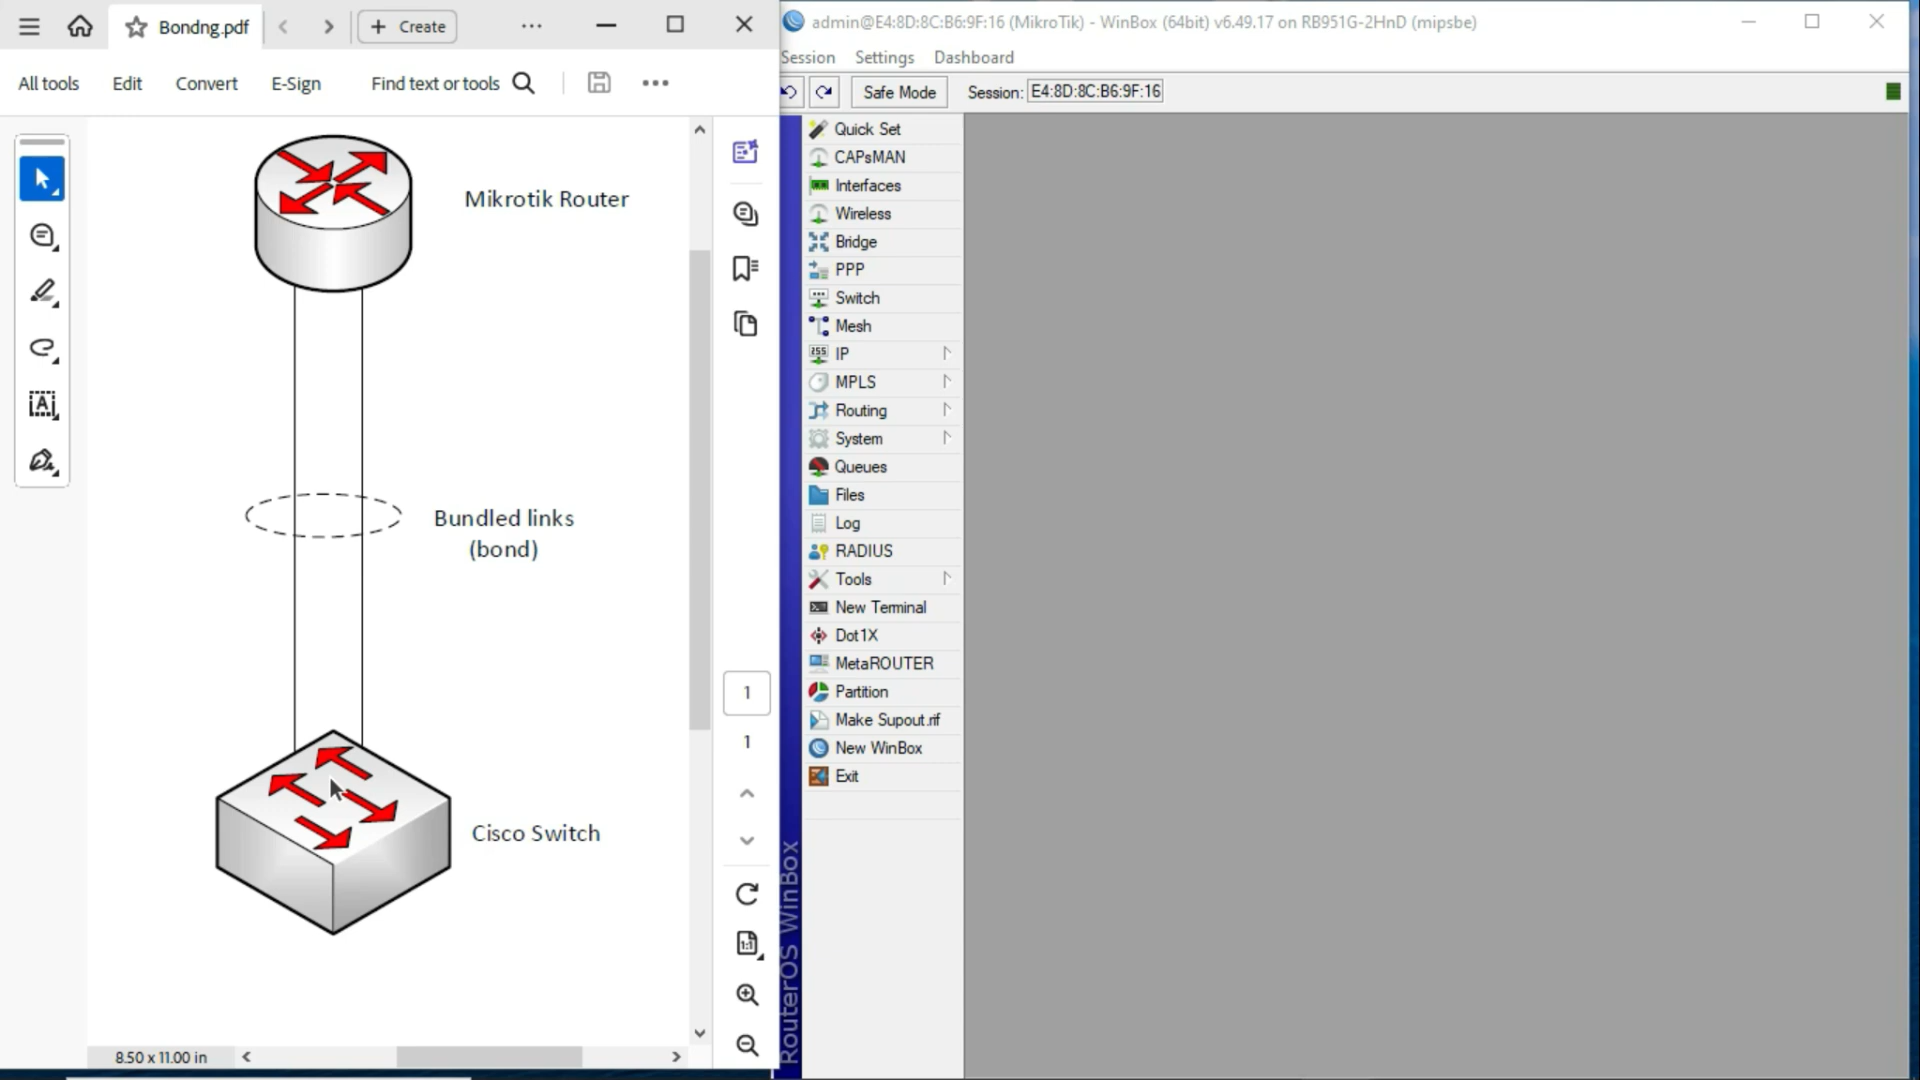 Bondng.pdf
Create
All tools
Edit
Convert
E-Sign
Find text or tools
Mikrotik Router
Bundled links
(bond)
Cisco Switch
1
1
8.50 x 11.00 in
admin@E4:8D:8C:B6:9F:16 (MikroTik) - WinBox (64bit) v6.49.17 on RB951G-2HnD (mipsbe)
Session
Settings
Dashboard
Safe Mode
Session:
E4:8D:8C:B6:9F:16
Quick Set
CAPsMAN
Interfaces
Wireless
Bridge
PPP
Switch
Mesh
255
IP
MPLS
Routing
System
Queues
Files
Log
RADIUS
Tools
New Terminal
Dot1X
MetaROUTER
Partition
Make Supout.rif
New WinBox
Exit
RouterOS WinBox